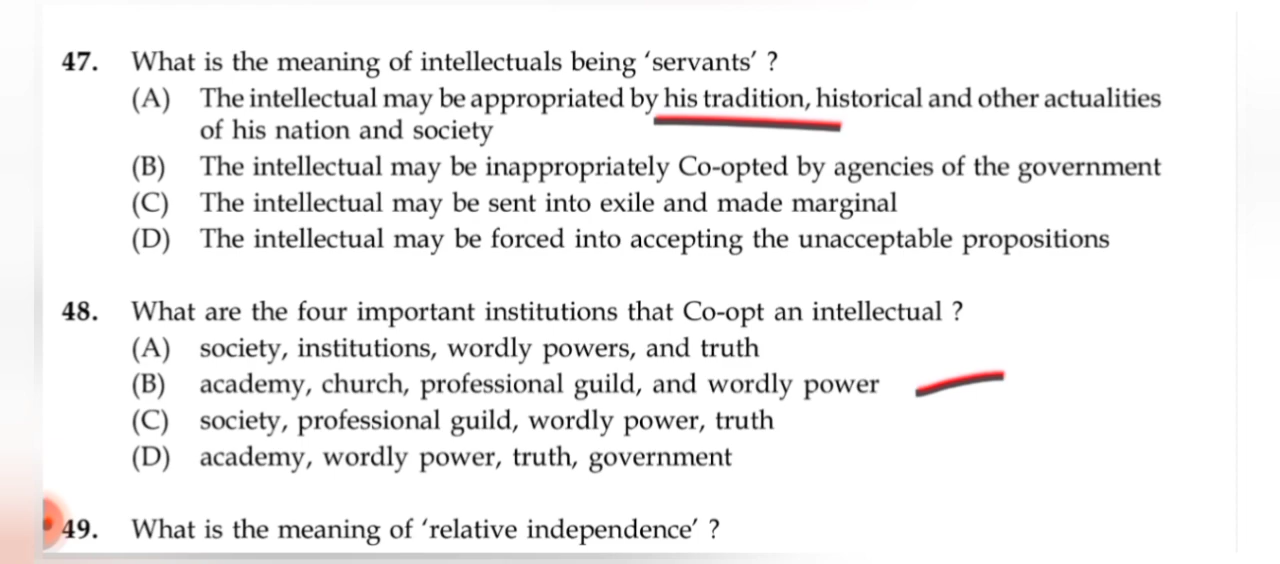 47. What is the meaning of intellectuals being ‘servants’ ?
(A) The intellectual may be appropriated by his tradition, historical and other actualities
of his nation and society
(B) The intellectual may be inappropriately Co-opted by agencies of the government
(C) The intellectual may be sent into exile and made marginal
(D) The intellectual may be forced into accepting the unacceptable propositions
48. What are the four important institutions that Co-opt an intellectual ?
(A) society, institutions, wordly powers, and truth
(B) academy, church, professional guild, and wordly power
(C) society, professional guild, wordly power, truth
(D) academy, wordly power, truth, government
49. What is the meaning of ‘relative independence’ ?